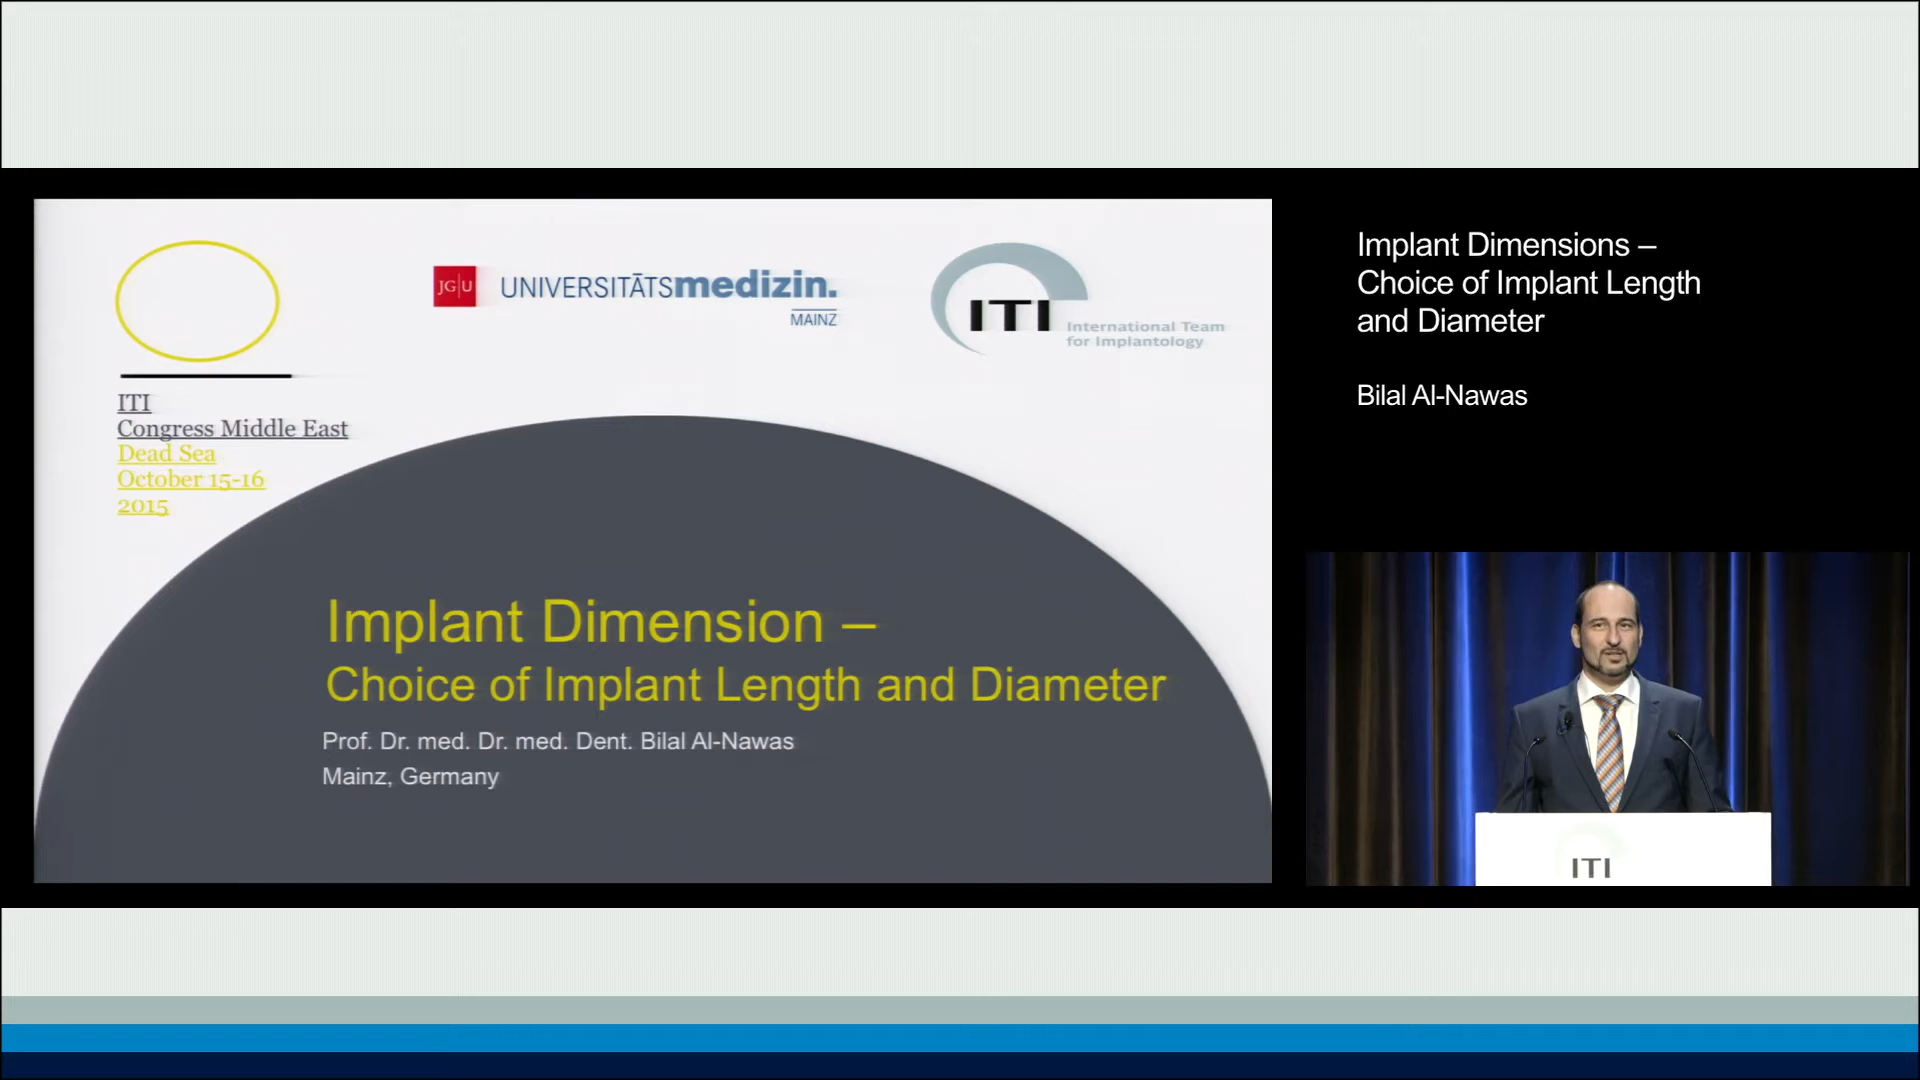 JG|U UNIVERSITĀTSmedizin.
MAINZ
ITI
International Team
for Implantology
ITI
Congress Middle East
Dead Sea
October 15-16
2015
Implant Dimension –
Choice of Implant Length and Diameter
Prof. Dr. med. Dr. med. Dent. Bilal Al-Nawas
Mainz, Germany
Implant Dimensions –
Choice of Implant Length
and Diameter
Bilal Al-Nawas
ITI